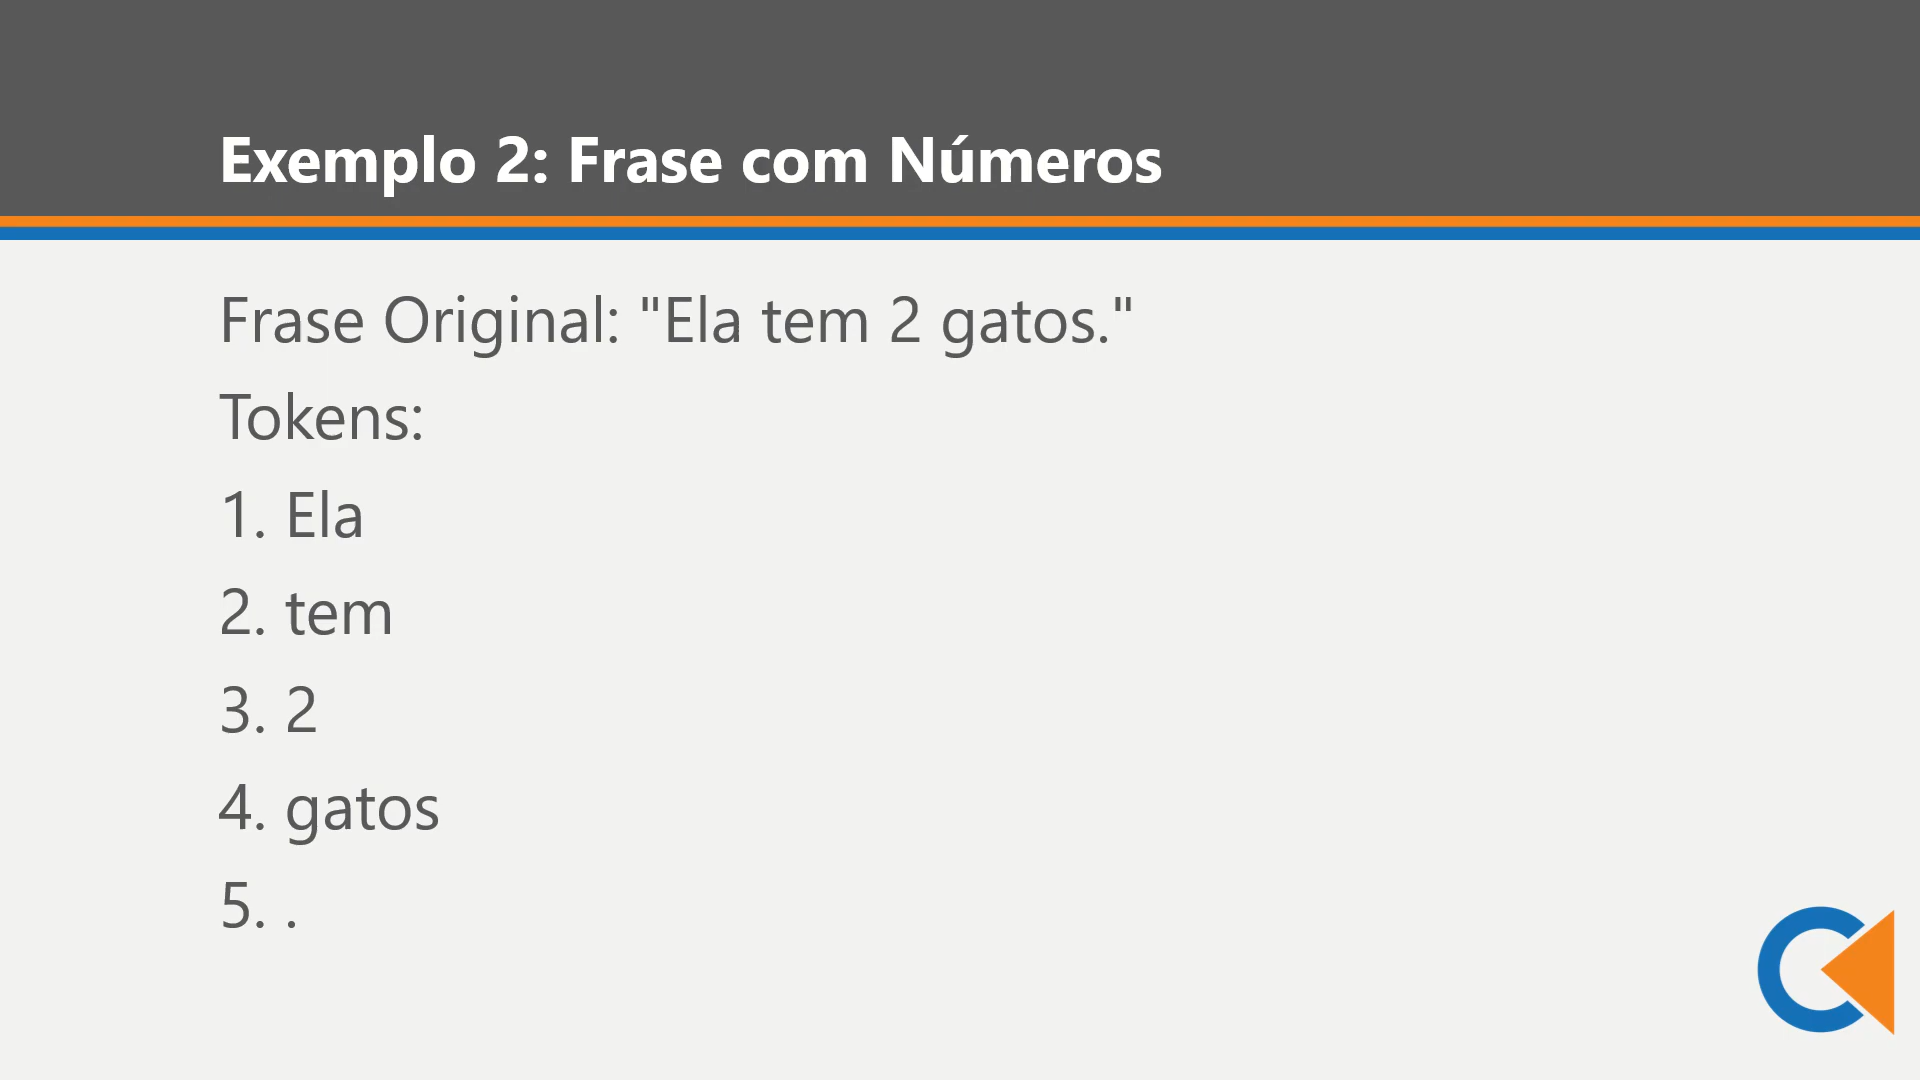 Exemplo 2: Frase com Números
Frase Original: "Ela tem 2 gatos."
Tokens:
1. Ela
2. tem
3. 2
4. gatos
5. .